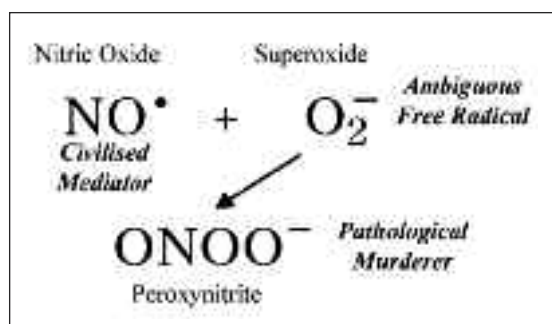 Nitric Oxide Superoxide
NO• + O₂⁻ Ambiguous
Free Radical
Civilised
Mediator
ONOO⁻ Pathological
Murderer
Peroxynitrite